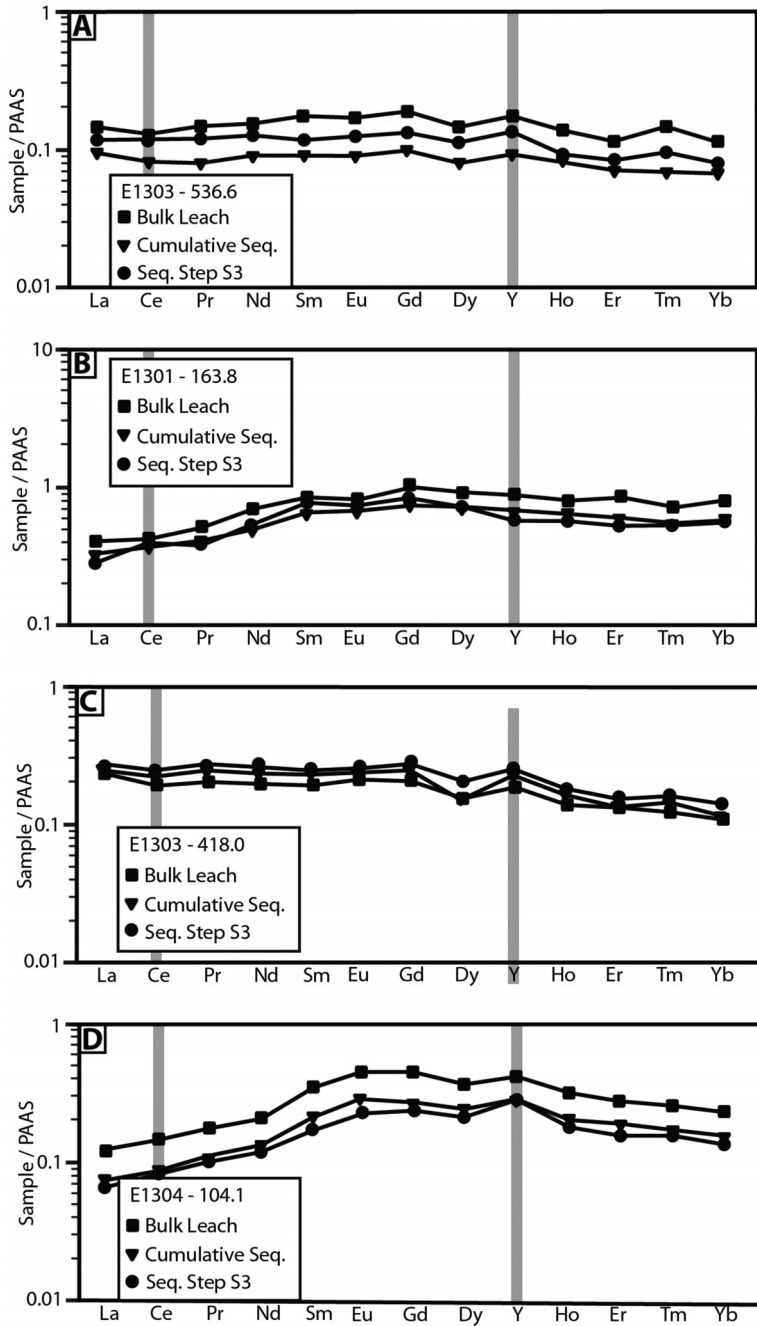 A
1
0.1
0.01
Sample / PAAS
E1303 - 536.6
Bulk Leach
Cumulative Seq.
Seq. Step S3
La Ce Pr Nd Sm Eu Gd Dy Y Ho Er Tm Yb
B
10
1
0.1
Sample / PAAS
E1301 - 163.8
Bulk Leach
Cumulative Seq.
Seq. Step S3
La Ce Pr Nd Sm Eu Gd Dy Y Ho Er Tm Yb
C
1
0.1
0.01
Sample / PAAS
E1303 - 418.0
Bulk Leach
Cumulative Seq.
Seq. Step S3
La Ce Pr Nd Sm Eu Gd Dy Y Ho Er Tm Yb
D
1
0.1
0.01
Sample / PAAS
E1304 - 104.1
Bulk Leach
Cumulative Seq.
Seq. Step S3
La Ce Pr Nd Sm Eu Gd Dy Y Ho Er Tm Yb